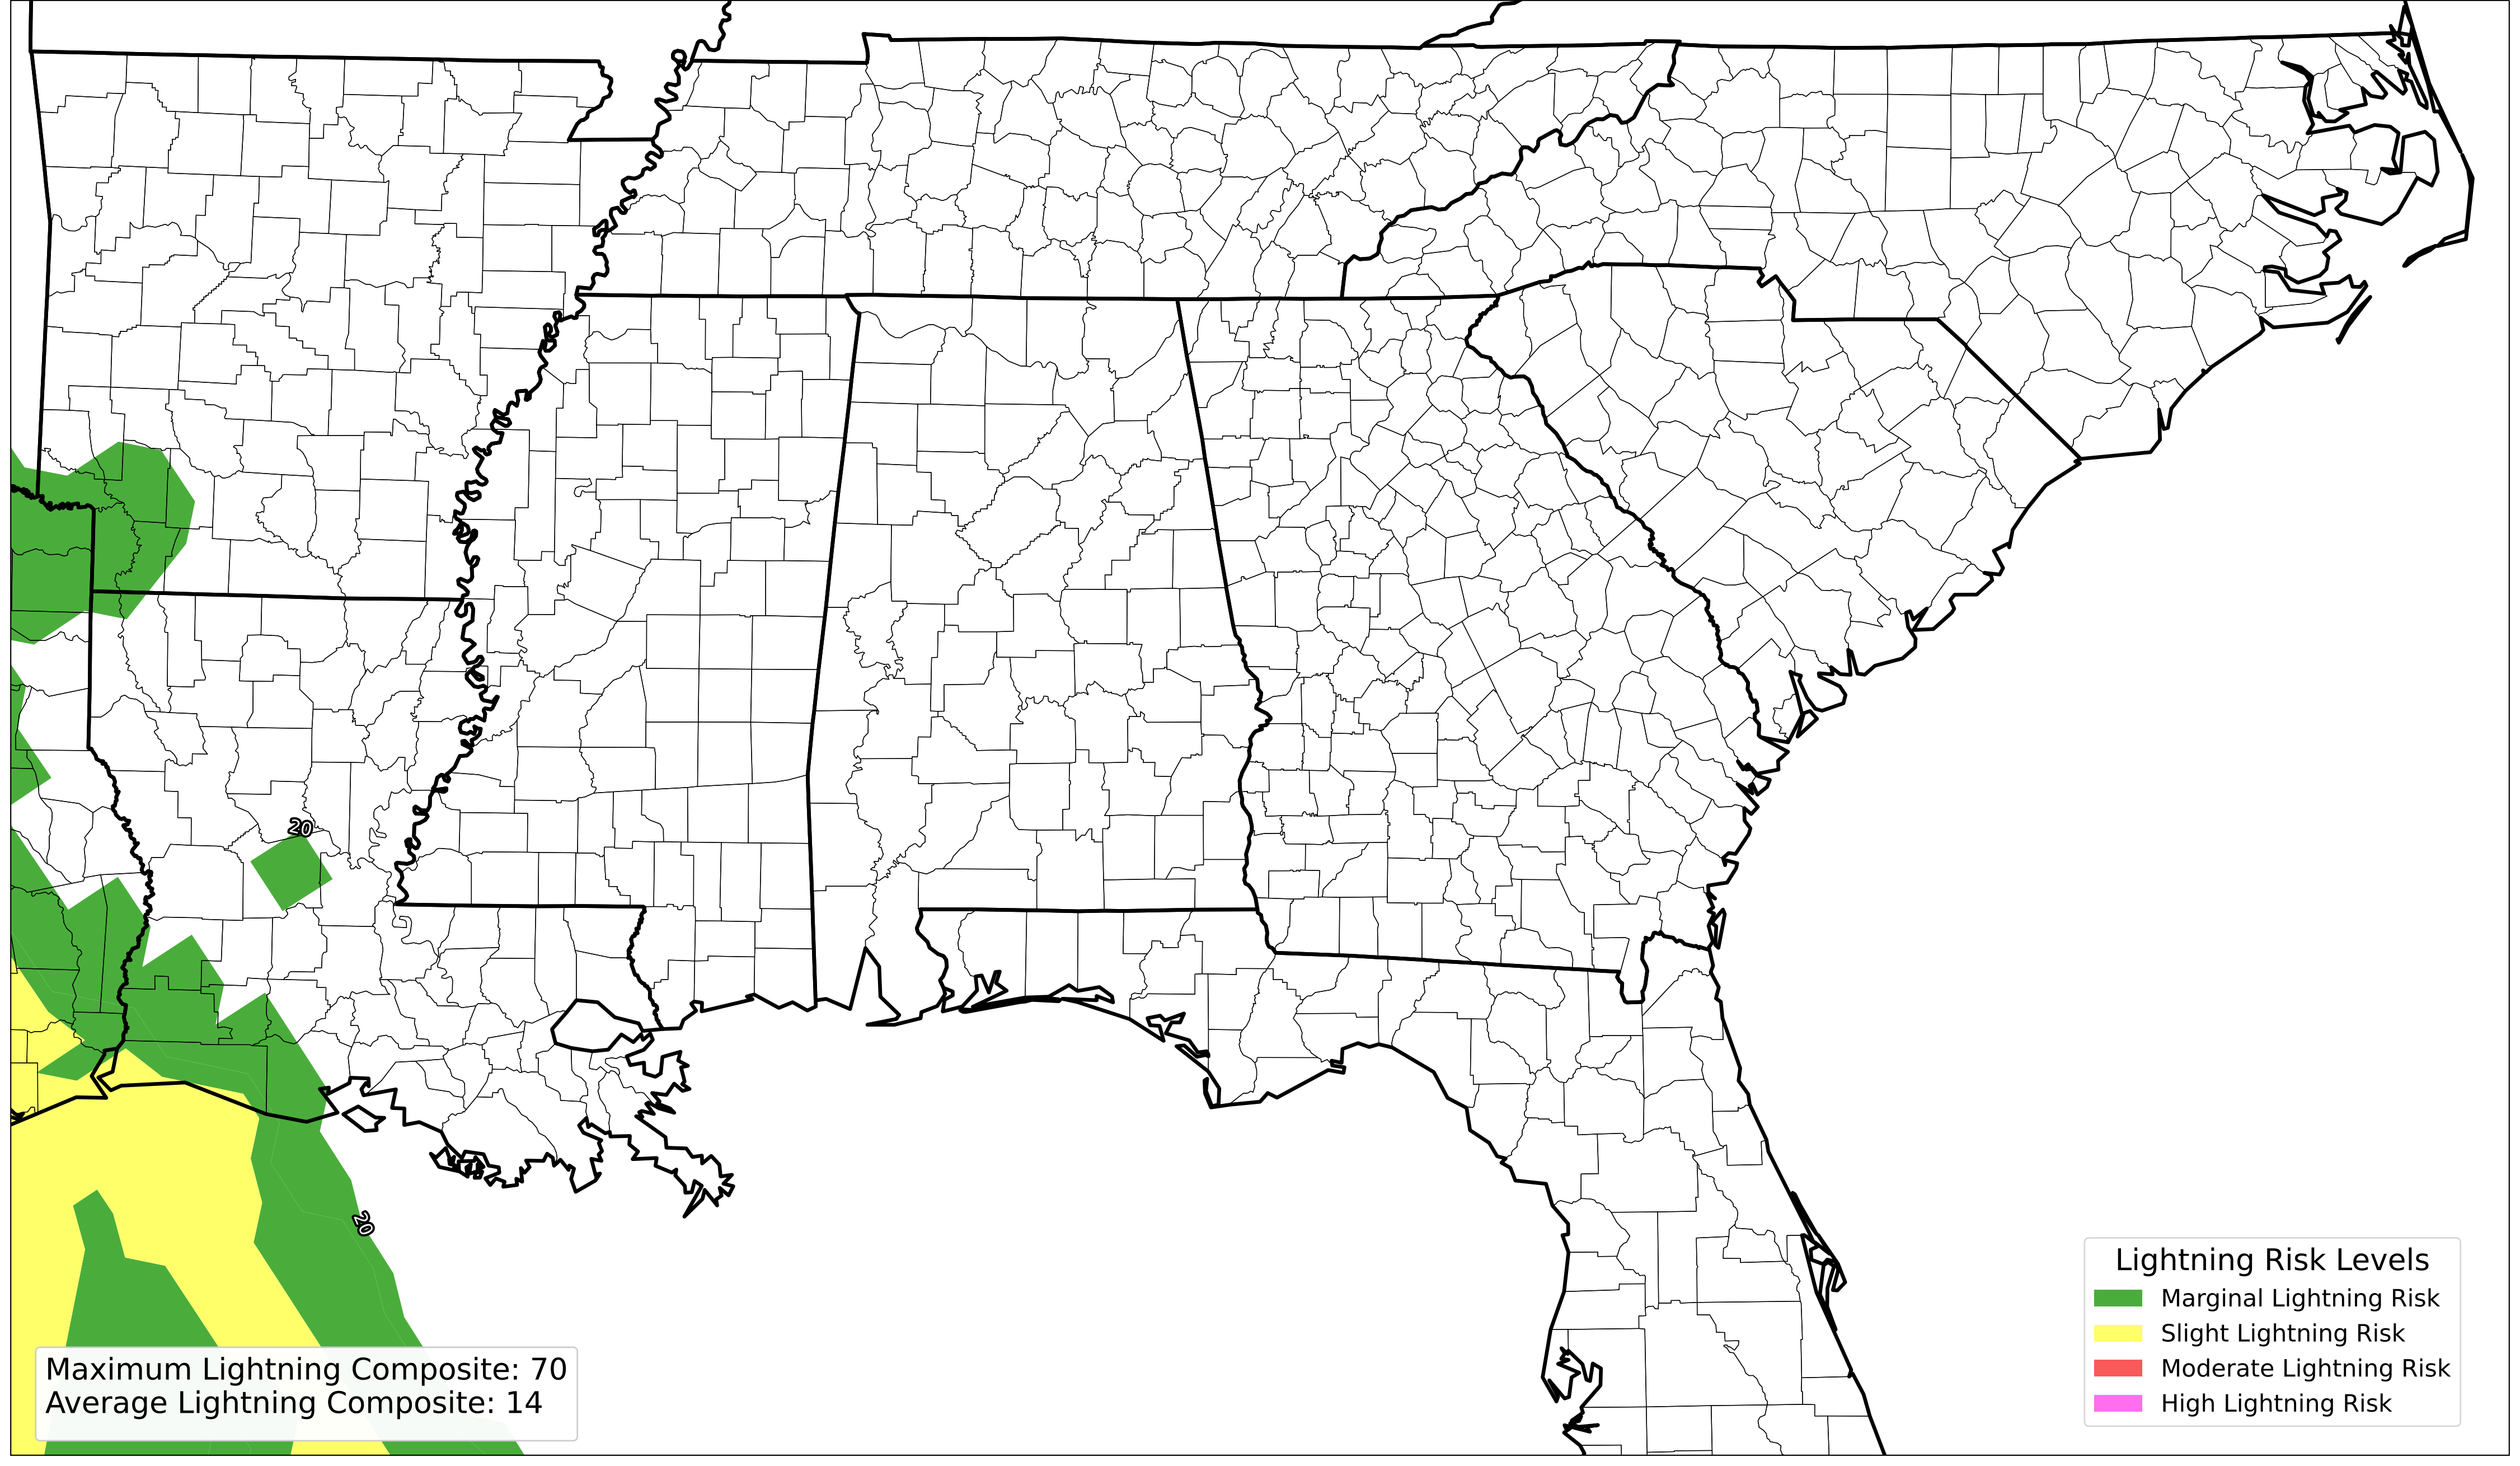 20
20
Lightning Risk Levels
Marginal Lightning Risk
Slight Lightning Risk
Moderate Lightning Risk
High Lightning Risk
Maximum Lightning Composite: 70
Average Lightning Composite: 14